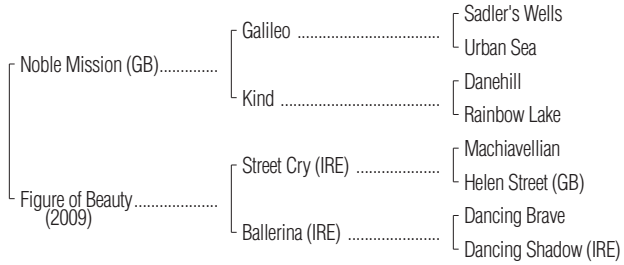 Sadler's Wells
Galileo ..............................
Urban Sea
Noble Mission (GB)..............
Danehill
Kind ..................................
Rainbow Lake
Machiavellian
Street Cry (IRE) ..................
Helen Street (GB)
Figure of Beauty....................
(2009)
Dancing Brave
Ballerina (IRE) ....................
Dancing Shadow (IRE)